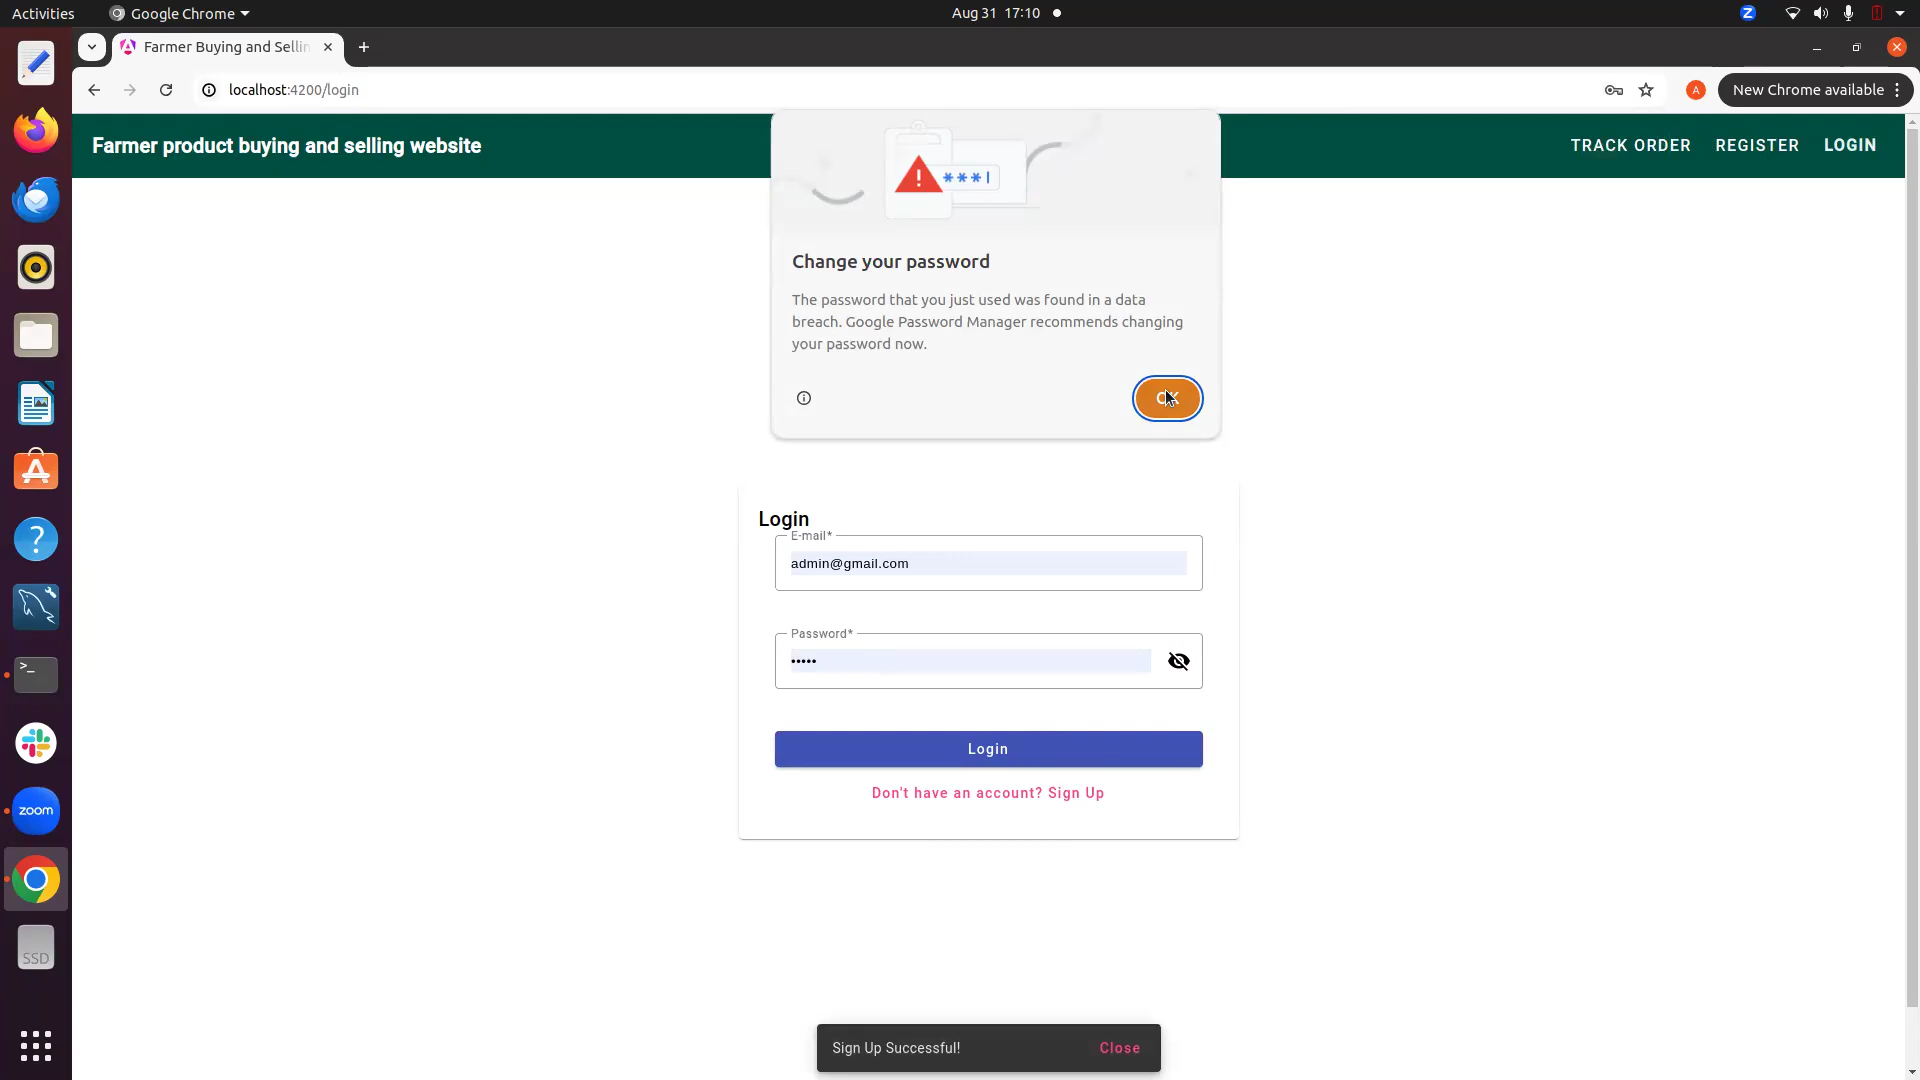 Activities
Google Chrome
Aug 31 17:10
Z
Farmer Buying and Sellin
localhost:4200/login
A
New Chrome available
Farmer product buying and selling website
TRACK ORDER
REGISTER
LOGIN
***|
Change your password
The password that you just used was found in a data
breach. Google Password Manager recommends changing
your password now.
OK
Login
E-mail*
admin@gmail.com
Password*
•••••
Login
Don't have an account? Sign Up
zoom
SSD
Sign Up Successful!
Close